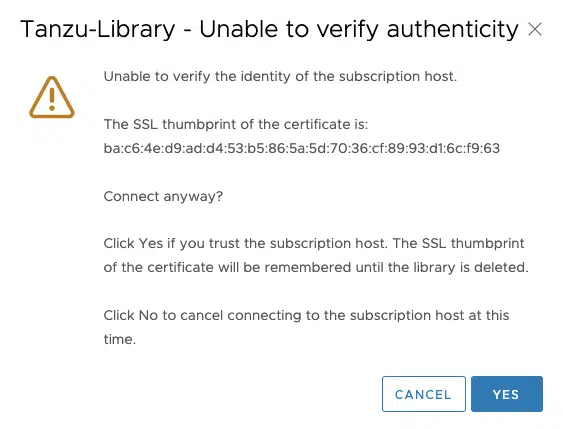 Tanzu-Library - Unable to verify authenticity
Unable to verify the identity of the subscription host.
The SSL thumbprint of the certificate is:
ba:c6:4e:d9:ad:d4:53:b5:86:5a:5d:70:36:cf:89:93:d1:6c:f9:63
Connect anyway?
Click Yes if you trust the subscription host. The SSL thumbprint
of the certificate will be remembered until the library is deleted.
Click No to cancel connecting to the subscription host at this
time.
CANCEL YES